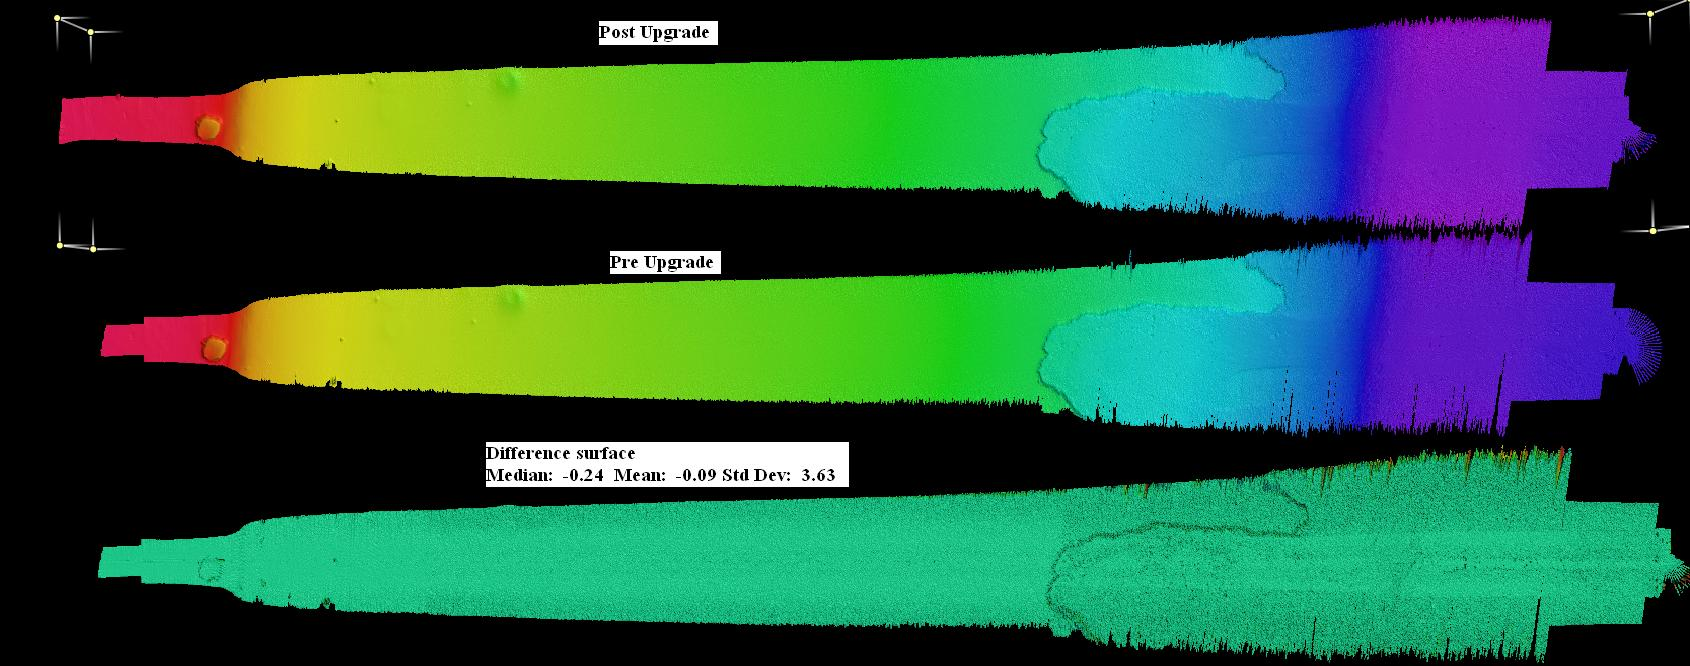 Post Upgrade
Pre Upgrade
Difference surface
Median: -0.24 Mean: -0.09 Std Dev: 3.63